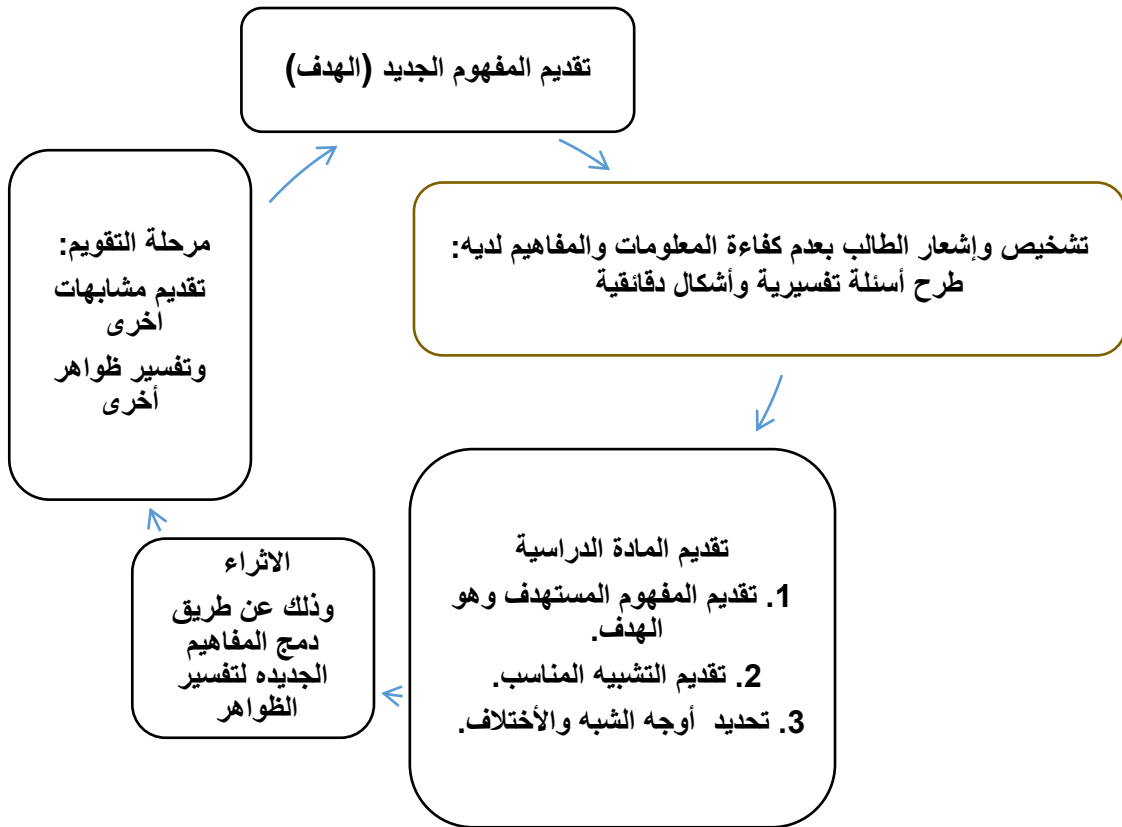 تقديم المفهوم الجديد (الهدف)
تشخيص وإشعار الطالب بعدم كفاءة المعلومات والمفاهيم لديه:
طرح أسئلة تفسيرية وأشكال دقائقية
تقديم المادة الدراسية
1. تقديم المفهوم المستهدف وهو
الهدف.
2. تقديم التشبيه المناسب.
3. تحديد أوجه الشبه والأختلاف.
الاثراء
وذلك عن طريق
دمج المفاهيم
الجديده لتفسير
الظواهر
مرحلة التقويم:
تقديم مشابهات
اخرى
وتفسير ظواهر
أخرى